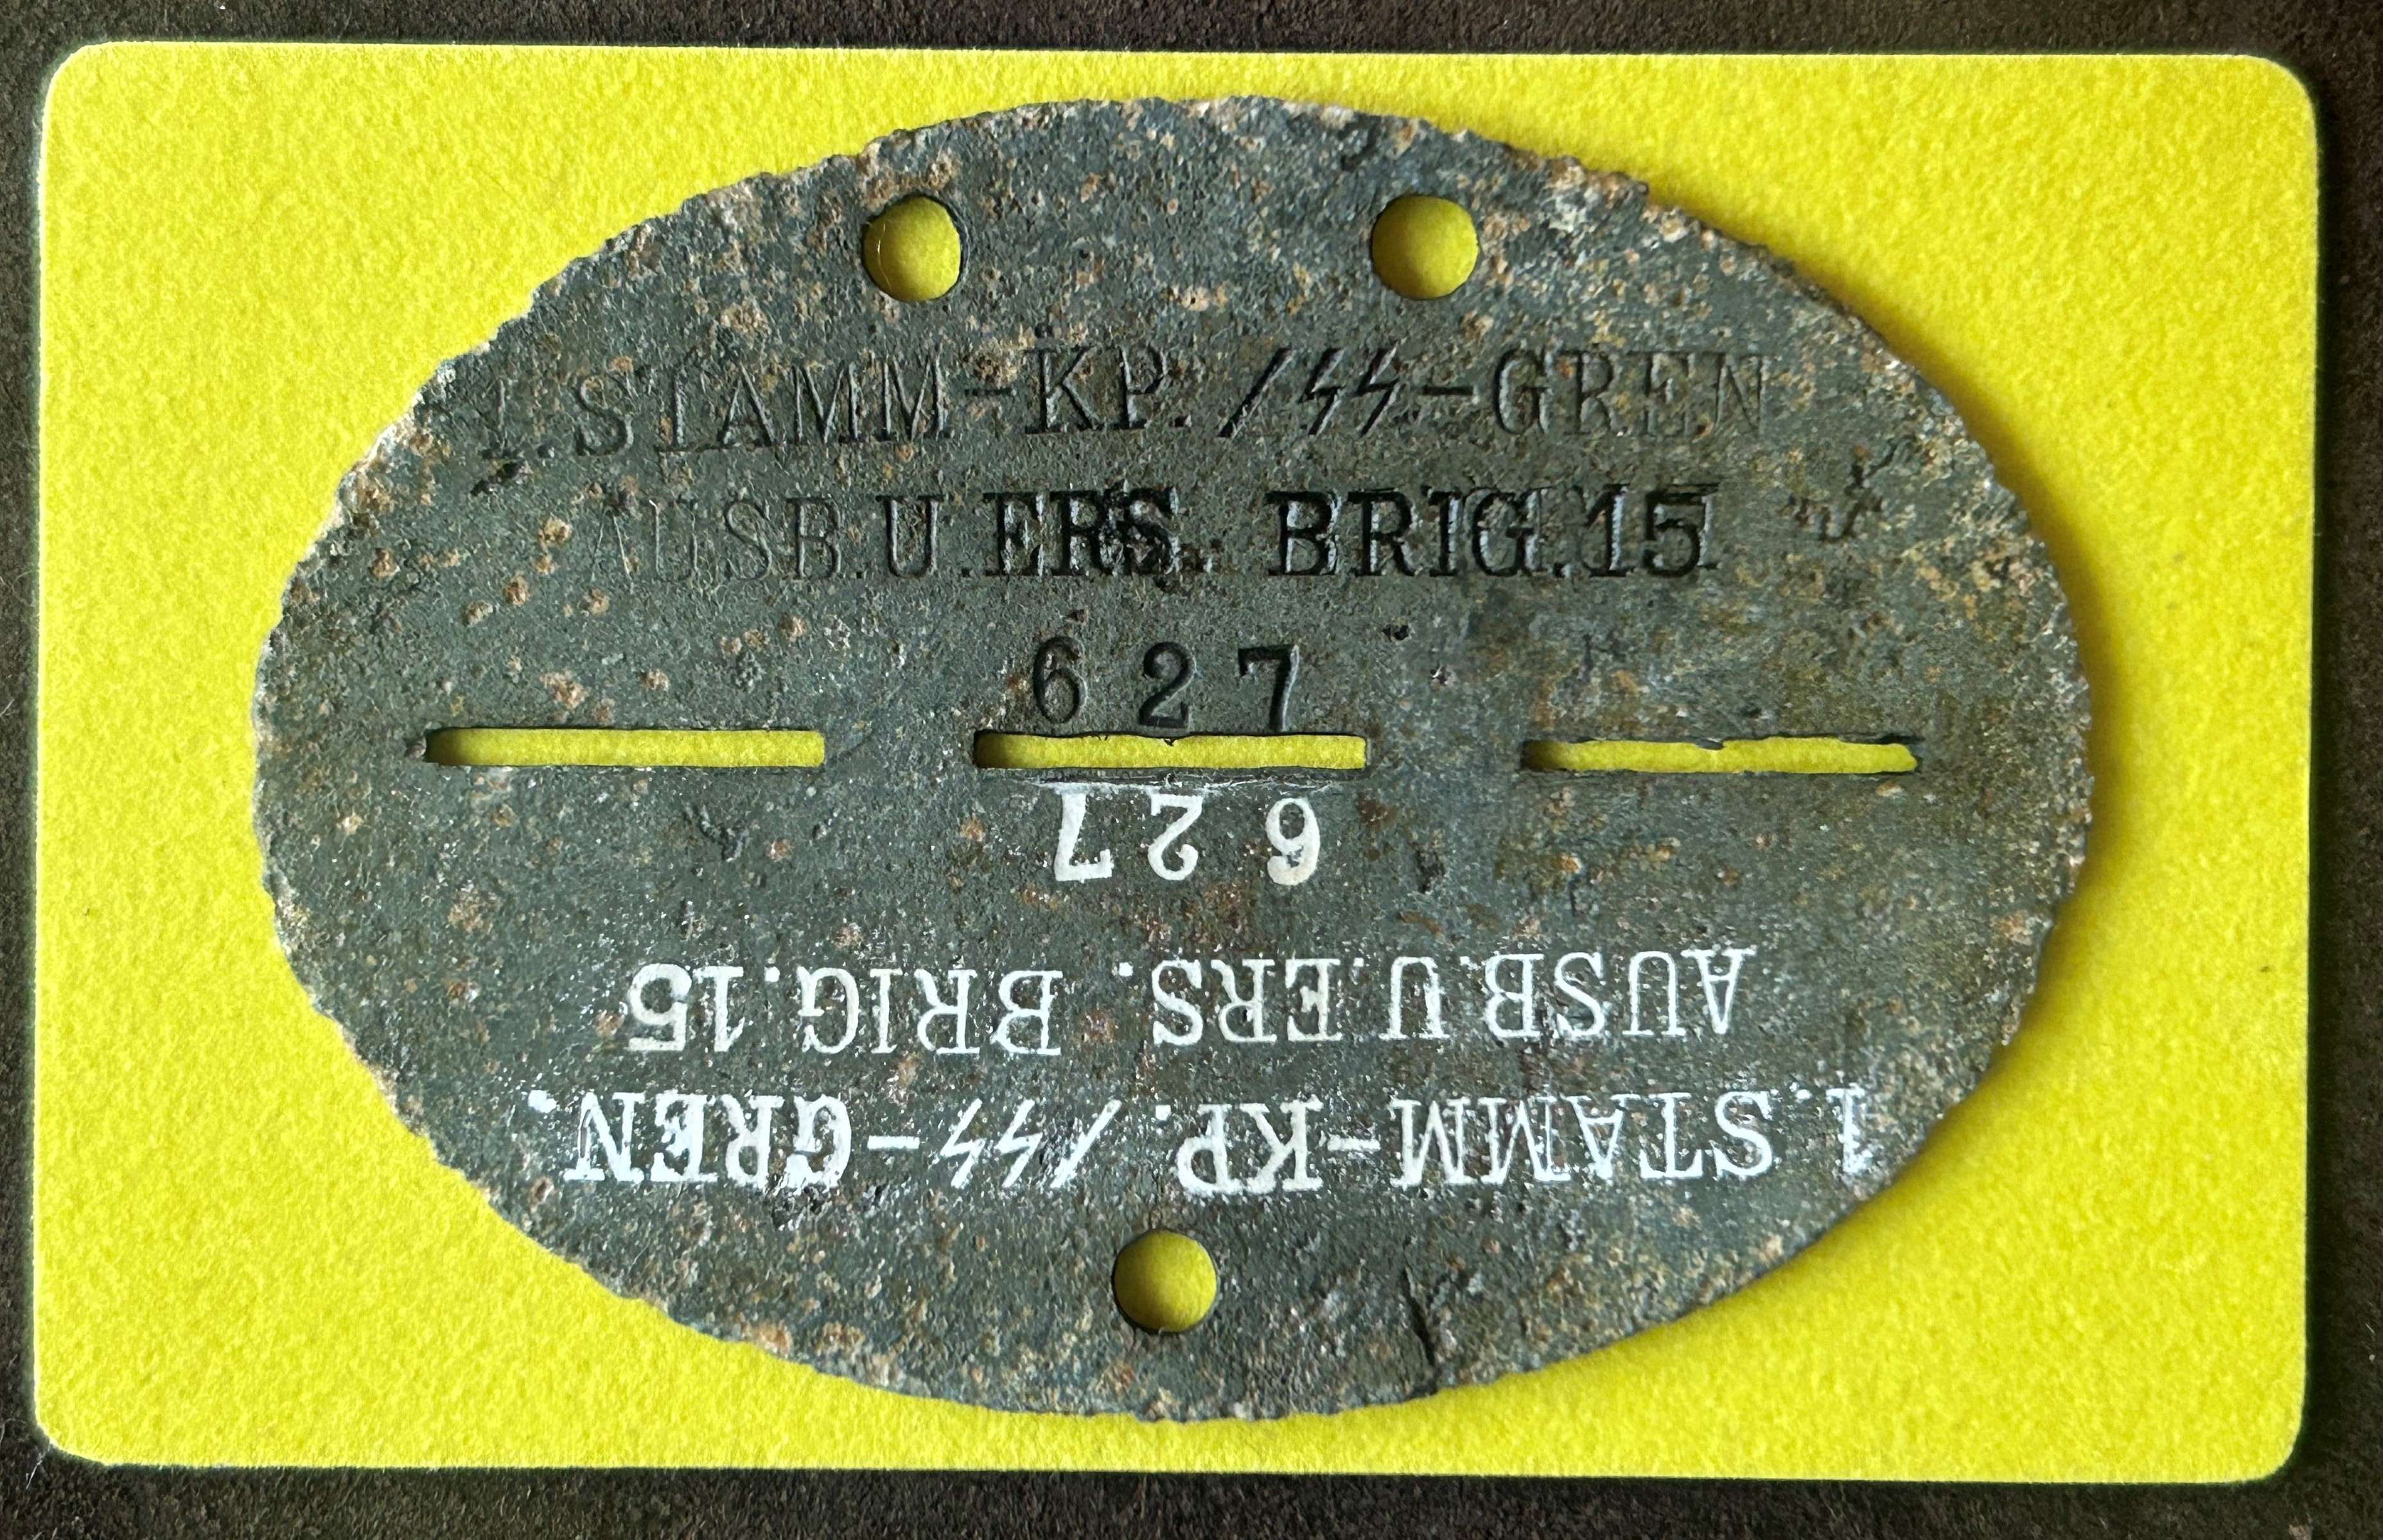 1.STAMM-KP./ᛋᛋ-GREN
AUSB.U.ERS. BRIG.15
627
627
AUSB.U.ERS. BRIG.15
1.STAMM-KP./ᛋᛋ-GREN.